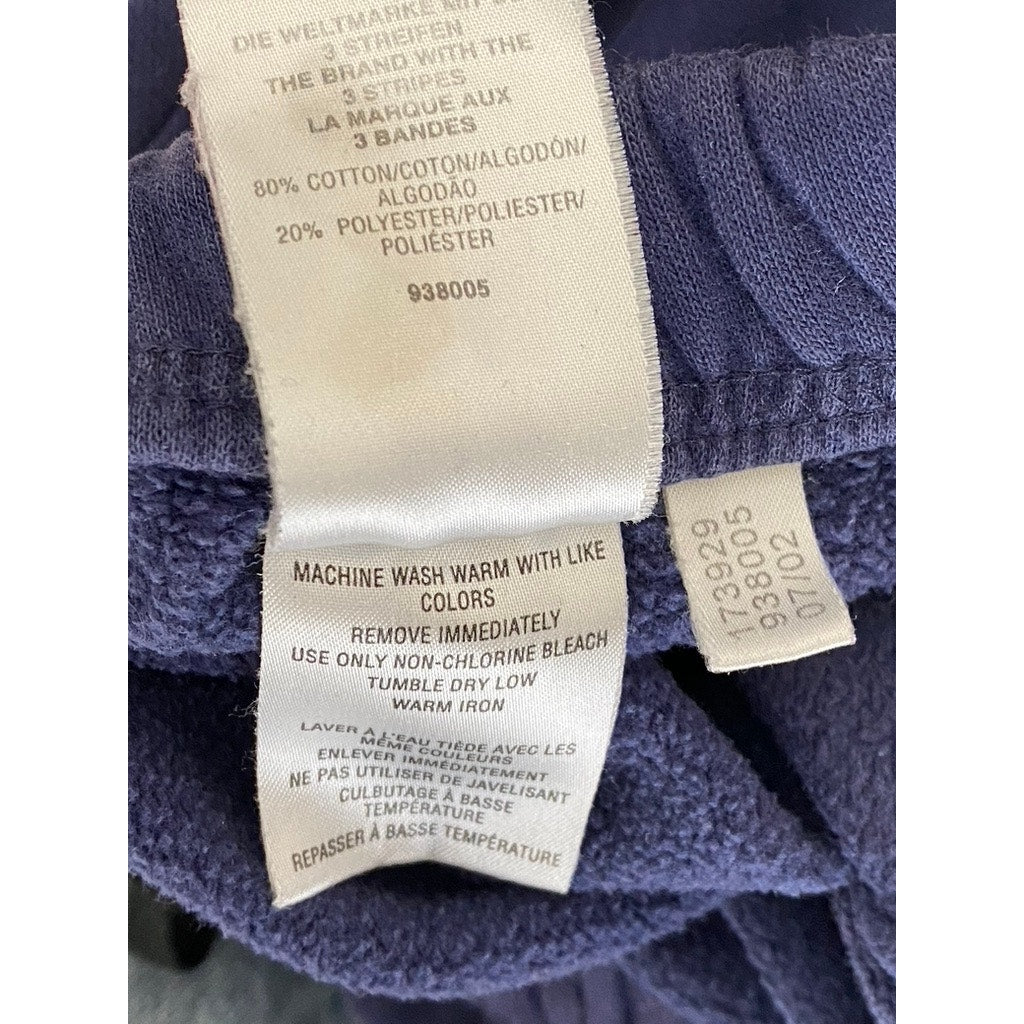 DIE WELTMARKE MIT
3 STREIFEN
THE BRAND WITH THE
3 STRIPES
LA MARQUE AUX
3 BANDES
80% COTTON/COTON/ALGODÓN/
ALGODÃO
20% POLYESTER/POLIESTER/
POLIÉSTER
938005
MACHINE WASH WARM WITH LIKE
COLORS
REMOVE IMMEDIATELY
USE ONLY NON-CHLORINE BLEACH
TUMBLE DRY LOW
WARM IRON
LAVER A L'EAU TIÈDE AVEC LES
MÊME COULEURS
ENLEVER IMMÉDIATEMENT
NE PAS UTILISER DE JAVELISANT
CULBUTAGE À BASSE
TEMPÉRATURE
REPASSER À BASSE TEMPÉRATURE
173929
938005
07/02